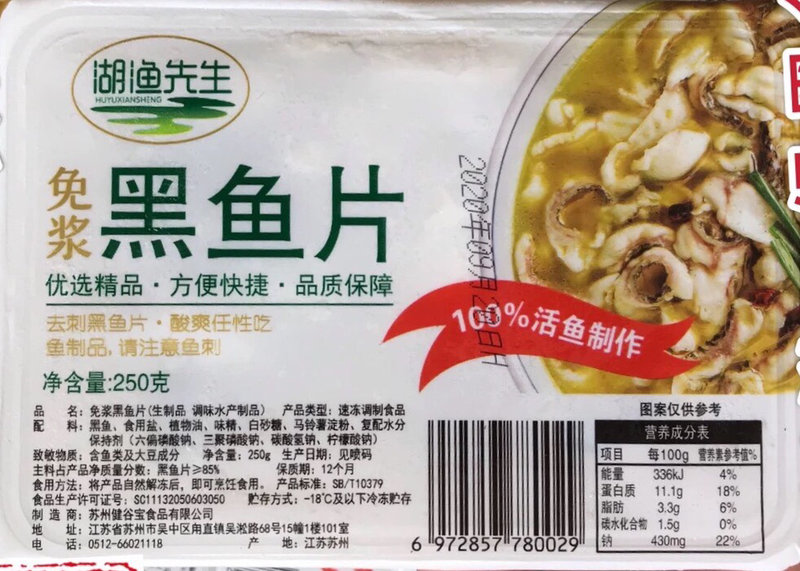 湖渔先生
HUYUXIANSHENG
免浆
黑鱼片
优选精品·方便快捷·品质保障
去刺黑鱼片·酸爽任性吃
鱼制品,请注意鱼刺
净含量:250克
100%活鱼制作
品 名：免浆黑鱼片(生制品 调味水产制品) 产品类型：速冻调制食品
配 料：黑鱼、食用盐、植物油、味精、白砂糖、马铃薯淀粉、复配水分
保持剂（六偏磷酸钠、三聚磷酸钠、碳酸氢钠、柠檬酸钠）
致敏物质：含鱼类及大豆成分 净含量：250g 生产日期：见喷码
主料占产品净质量分数：黑鱼片≥85% 保质期：12个月
食用方法：将产品自然解冻后，即可烹饪食用。 产品标准：SB/T10379
食品生产许可证号：SC11132050603050 贮存方式：-18℃及以下冷冻贮存
制 造 商：苏州健谷宝食品有限公司
地 址：江苏省苏州市吴中区甪直镇吴淞路68号15幢1楼101室
电 话：0512-66021118 产 地：江苏苏州
6 972857 780029
图案仅供参考
营养成分表
项目 每100g 营养素参考值%
能量 336kJ 4%
蛋白质 11.1g 18%
脂肪 3.3g 6%
碳水化合物 1.5g 0%
钠 430mg 22%